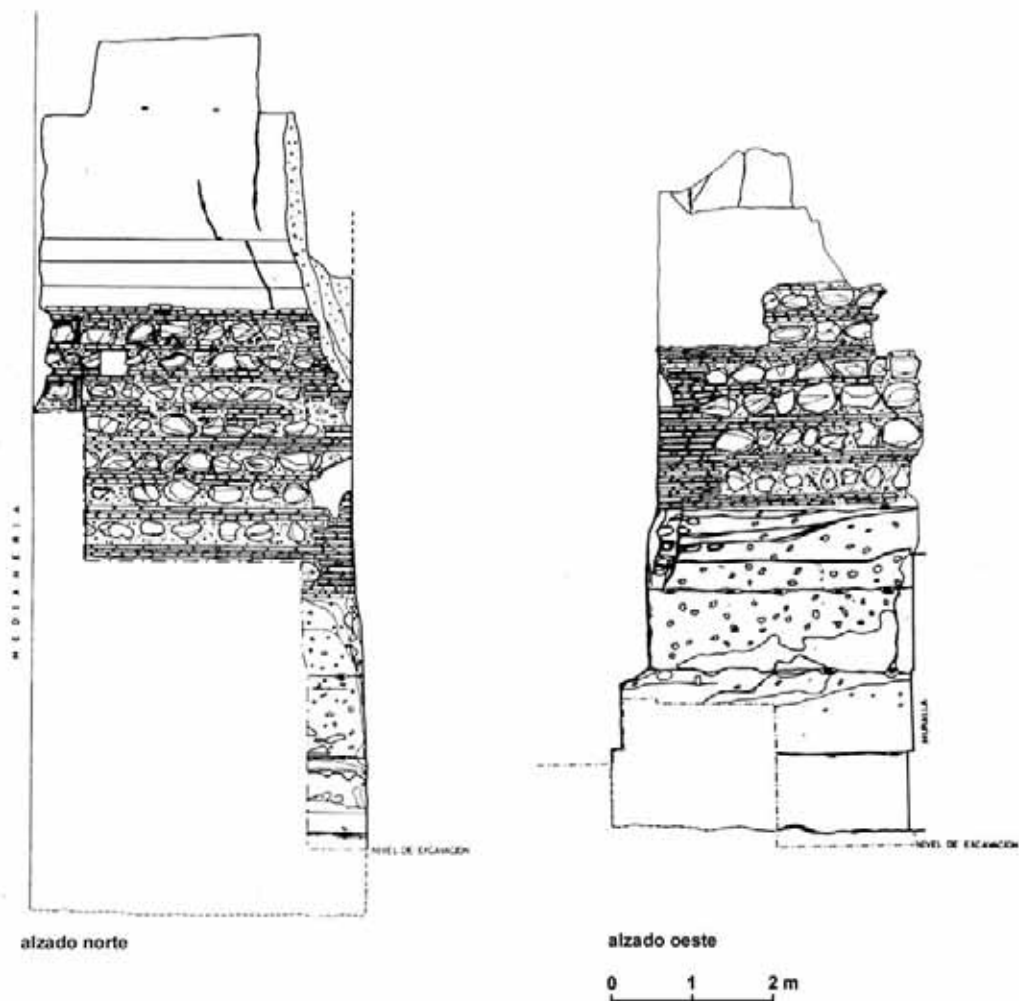 MEDIANERIA
NIVEL DE EXCAVACION
alzado norte
MURALLA
NIVEL DE EXCAVACION
alzado oeste
0 1 2 m